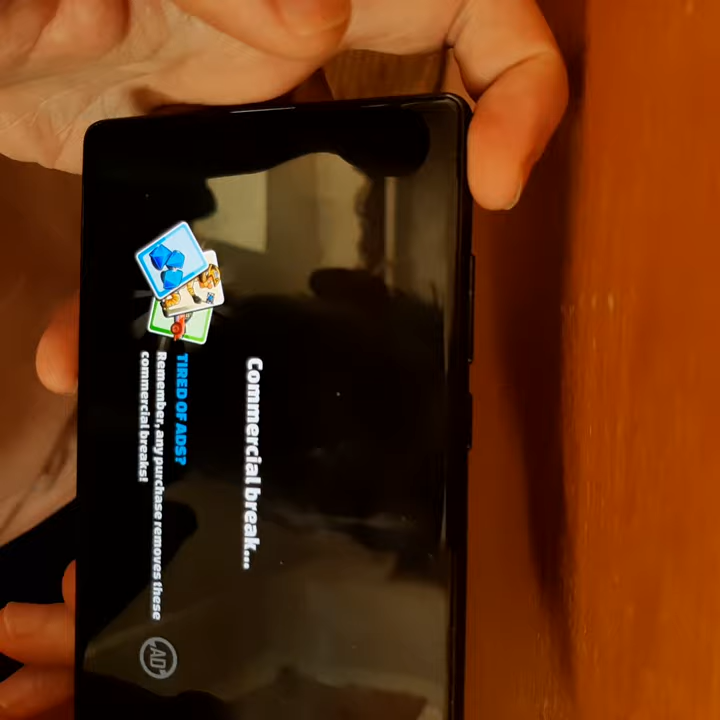 Commercial break...
TIRED OF ADS?
Remember, any purchase removes these
commercial breaks!
AD